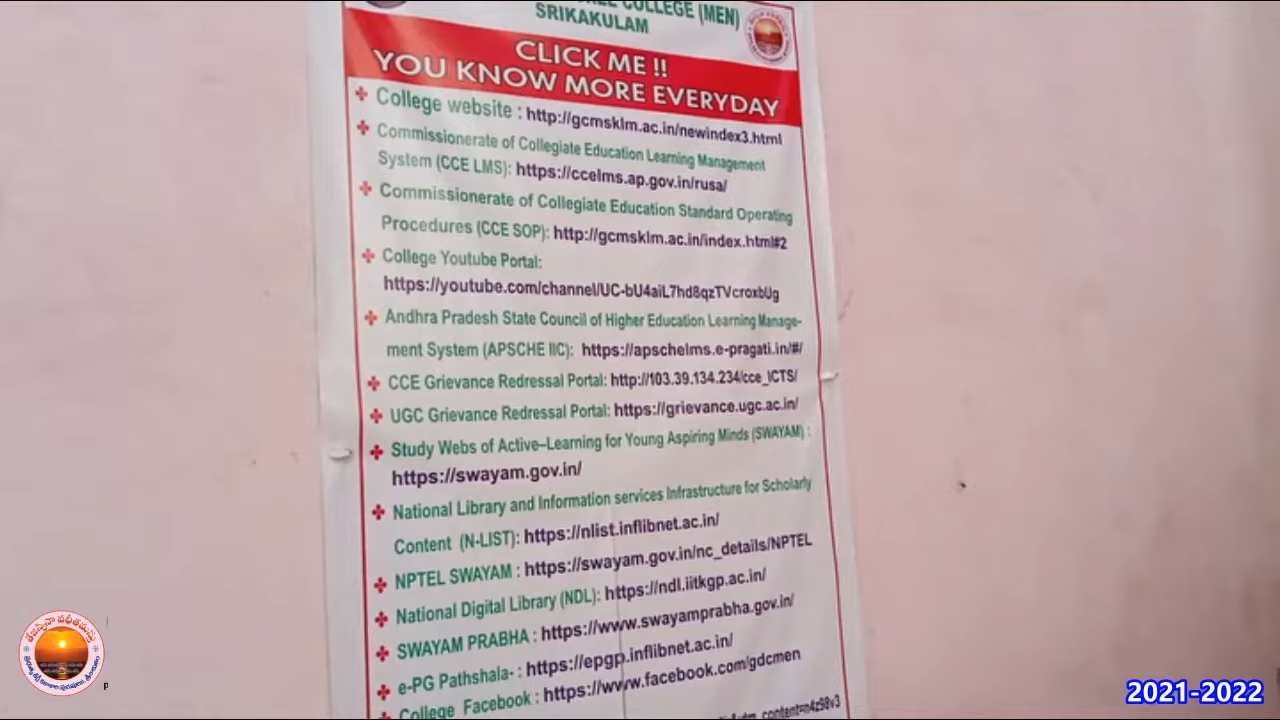 COLLEGE (MEN)
SRIKAKULAM
CLICK ME !!
YOU KNOW MORE EVERYDAY
College website : http://gcmsklm.ac.in/newindex3.html
Commissionerate of Collegiate Education Learning Management
System (CCE LMS): https://ccelms.ap.gov.in/rusa/
Commissionerate of Collegiate Education Standard Operating
Procedures (CCE SOP): http://gcmsklm.ac.in/index.html#2
College Youtube Portal:
https://youtube.com/channel/UC-bU4aiL7hd8qzTVcroxbUg
Andhra Pradesh State Council of Higher Education Learning Manage-
ment System (APSCHE IIC): https://apschelms.e-pragati.in/#/
CCE Grievance Redressal Portal: http://103.39.134.234/cce_ICTS/
UGC Grievance Redressal Portal: https://grievance.ugc.ac.in/
Study Webs of Active–Learning for Young Aspiring Minds (SWAYAM) :
https://swayam.gov.in/
National Library and Information services Infrastructure for Scholarly
Content (N-LIST): https://nlist.inflibnet.ac.in/
NPTEL SWAYAM : https://swayam.gov.in/nc_details/NPTEL
National Digital Library (NDL): https://ndl.iitkgp.ac.in/
SWAYAM PRABHA : https://www.swayamprabha.gov.in/
e-PG Pathshala- : https://epgp.inflibnet.ac.in/
College Facebook : https://www.facebook.com/gdcmen
2021-2022